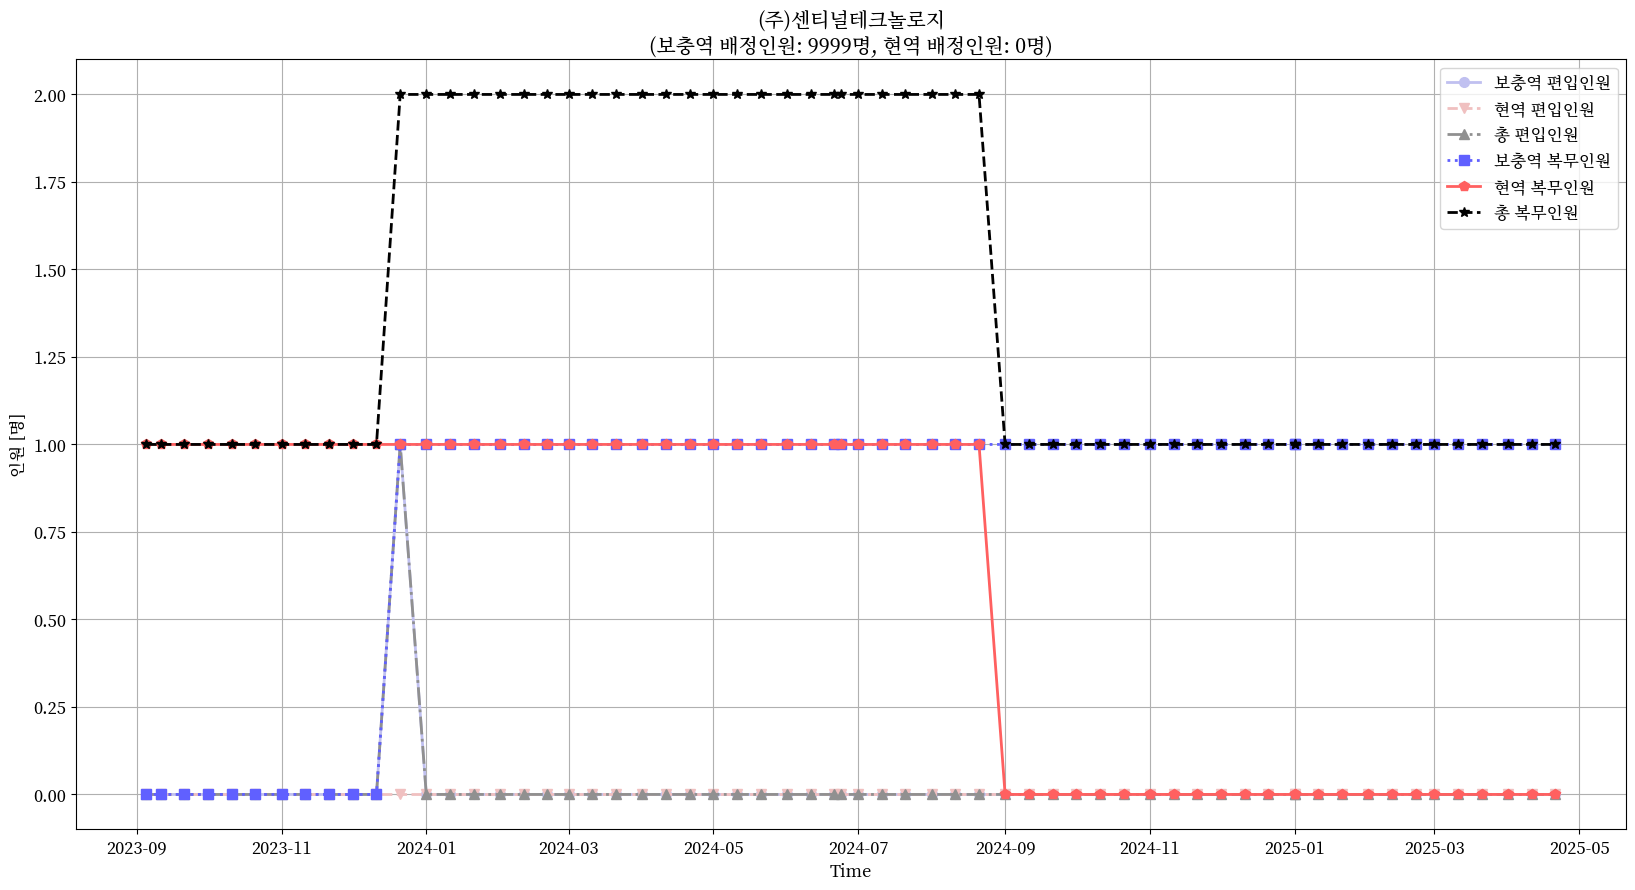 (주)센티널테크놀로지
(보충역 배정인원: 9999명, 현역 배정인원: 0명)
보충역 편입인원
현역 편입인원
총 편입인원
보충역 복무인원
현역 복무인원
총 복무인원
인원 [명]
2.00
1.75
1.50
1.25
1.00
0.75
0.50
0.25
0.00
2023-09 2023-11 2024-01 2024-03 2024-05 2024-07 2024-09 2024-11 2025-01 2025-03 2025-05
Time